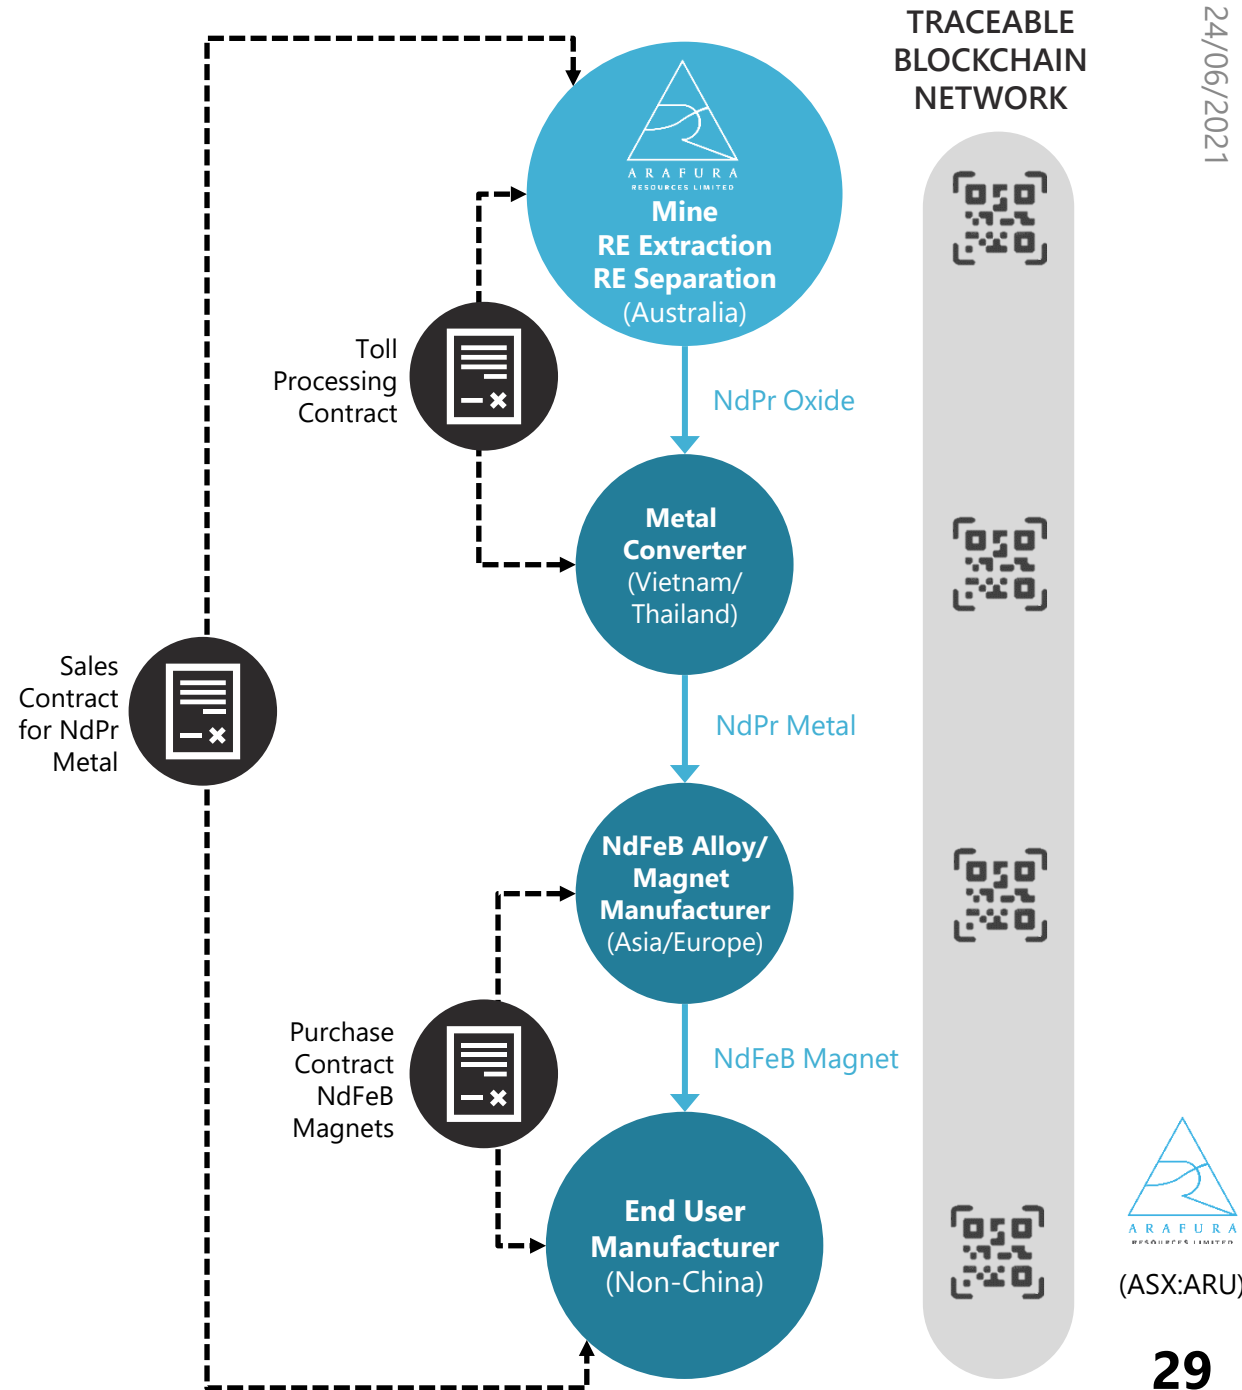 TRACEABLE
BLOCKCHAIN
NETWORK
24/06/2021
ARAFURA
RESOURCES LIMITED
Mine
RE Extraction
RE Separation
(Australia)
Toll
Processing
Contract
NdPr Oxide
Metal
Converter
(Vietnam/
Thailand)
Sales
Contract
for NdPr
Metal
NdPr Metal
NdFeB Alloy/
Magnet
Manufacturer
(Asia/Europe)
Purchase
Contract
NdFeB
Magnets
NdFeB Magnet
End User
Manufacturer
(Non-China)
ARAFURA
RESOURCES LIMITED
(ASX:ARU)
29